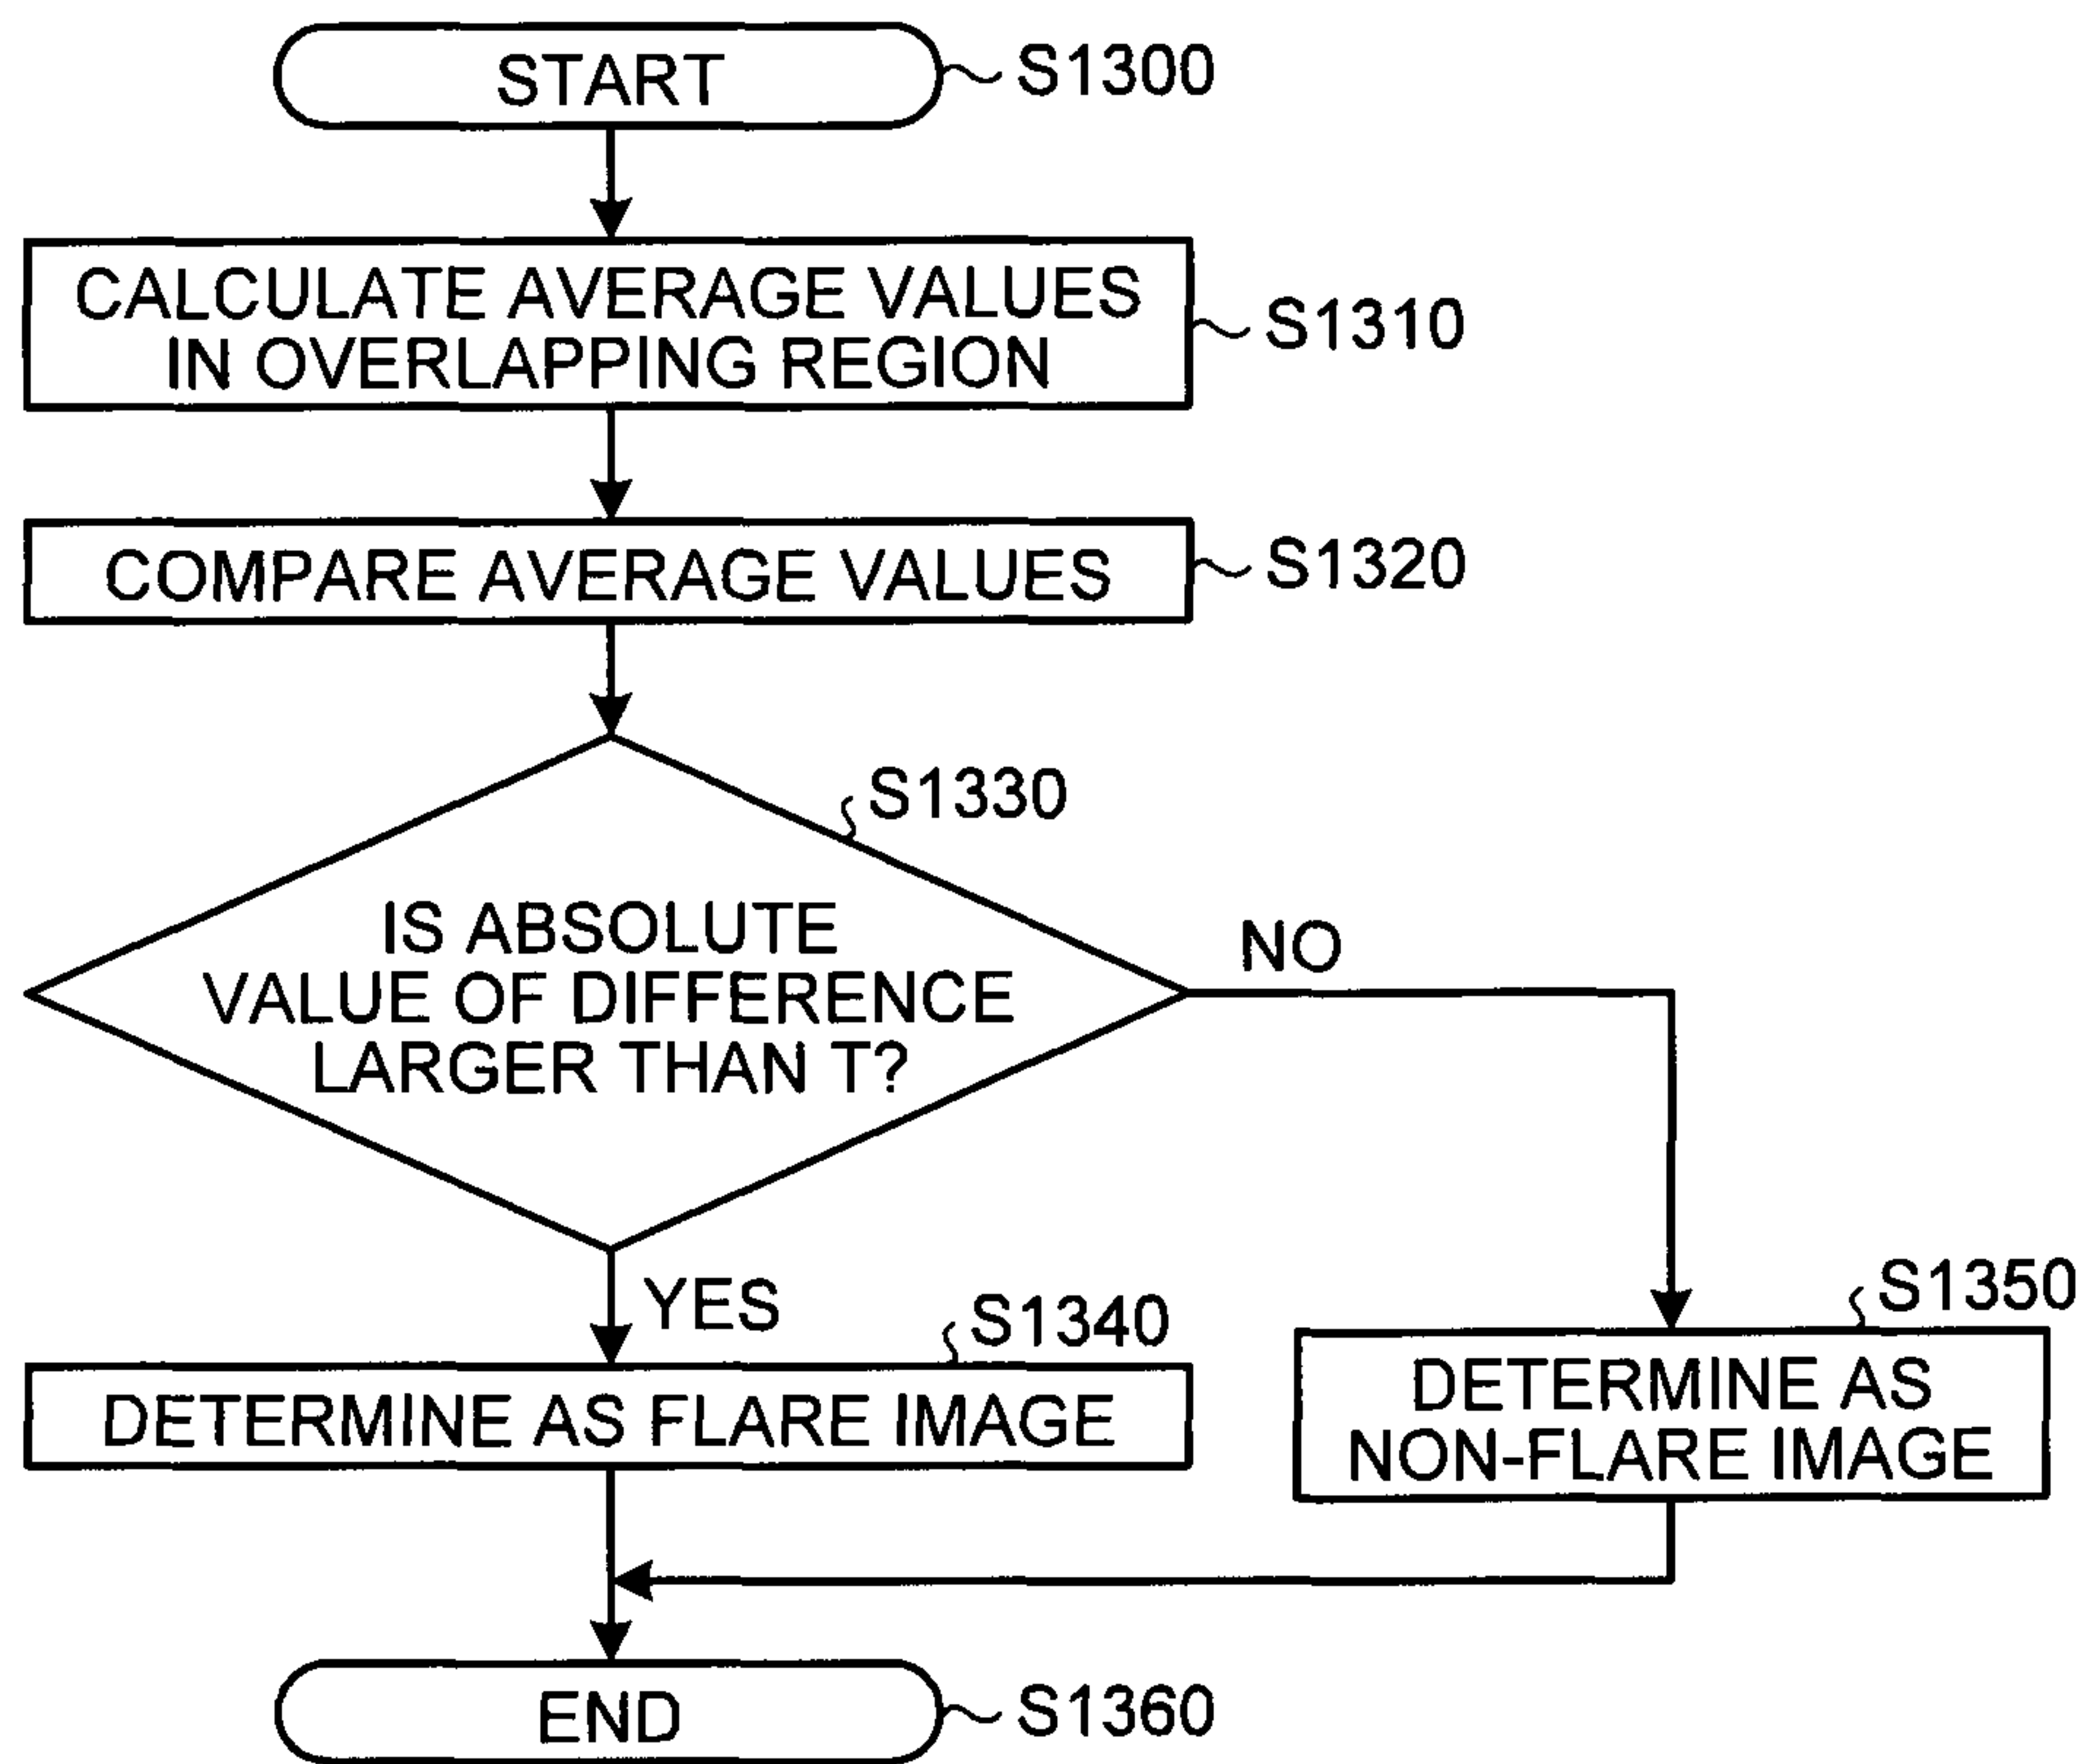 START
S1300
CALCULATE AVERAGE VALUES
IN OVERLAPPING REGION
S1310
COMPARE AVERAGE VALUES
S1320
S1330
IS ABSOLUTE
VALUE OF DIFFERENCE
LARGER THAN T?
NO
YES
S1340
DETERMINE AS FLARE IMAGE
S1350
DETERMINE AS
NON-FLARE IMAGE
END
S1360